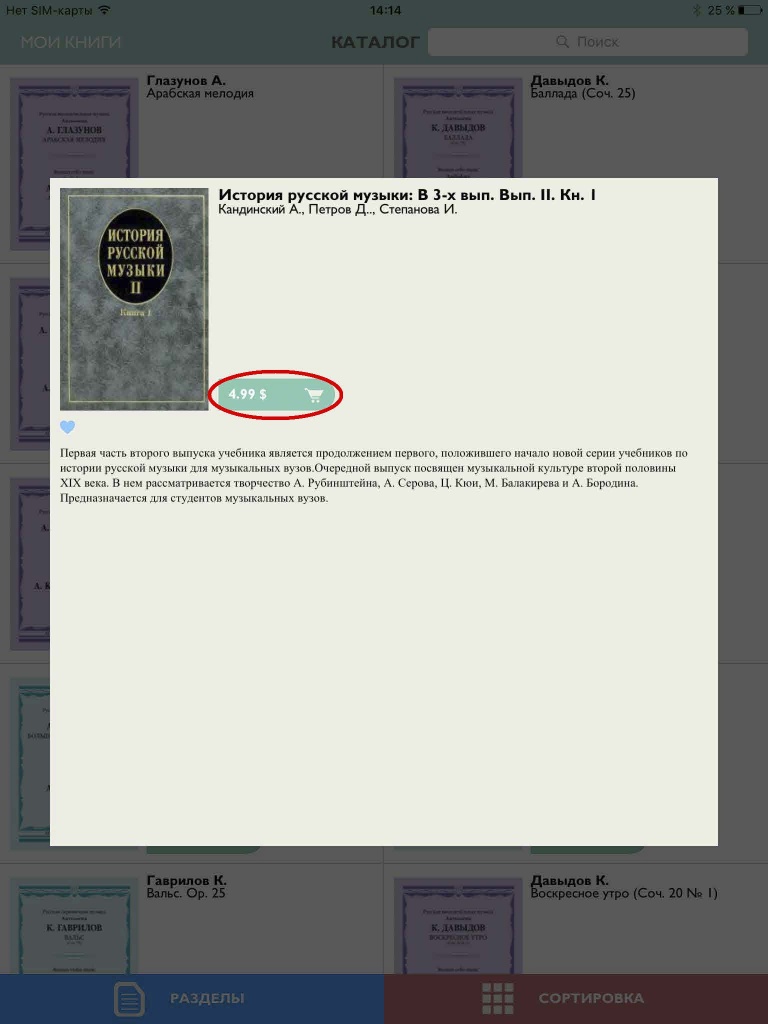 Нет SIM-карты 14:14 25 %
МОИ КНИГИ КАТАЛОГ Поиск
Глазунов А.
Арабская мелодия
А. ГЛАЗУНОВ
АРАБСКАЯ МЕЛОДИЯ
Давыдов К.
Баллада (Соч. 25)
К. ДАВЫДОВ
БАЛЛАДА
ИСТОРИЯ
РУССКОЙ
МУЗЫКИ
II
Книга 1
История русской музыки: В 3-х вып. Вып. II. Кн. 1
Кандинский А., Петров Д.., Степанова И.
4.99 $
Первая часть второго выпуска учебника является продолжением первого, положившего начало новой серии учебников по
истории русской музыки для музыкальных вузов.Очередной выпуск посвящен музыкальной культуре второй половины
XIX века. В нем рассматривается творчество А. Рубинштейна, А. Серова, Ц. Кюи, М. Балакирева и А. Бородина.
Предназначается для студентов музыкальных вузов.
Гаврилов К.
Вальс. Op. 25
К. ГАВРИЛОВ
ВАЛЬС
Давыдов К.
Воскресное утро (Соч. 20 № 1)
К. ДАВЫДОВ
ВОСКРЕСНОЕ УТРО
РАЗДЕЛЫ СОРТИРОВКА